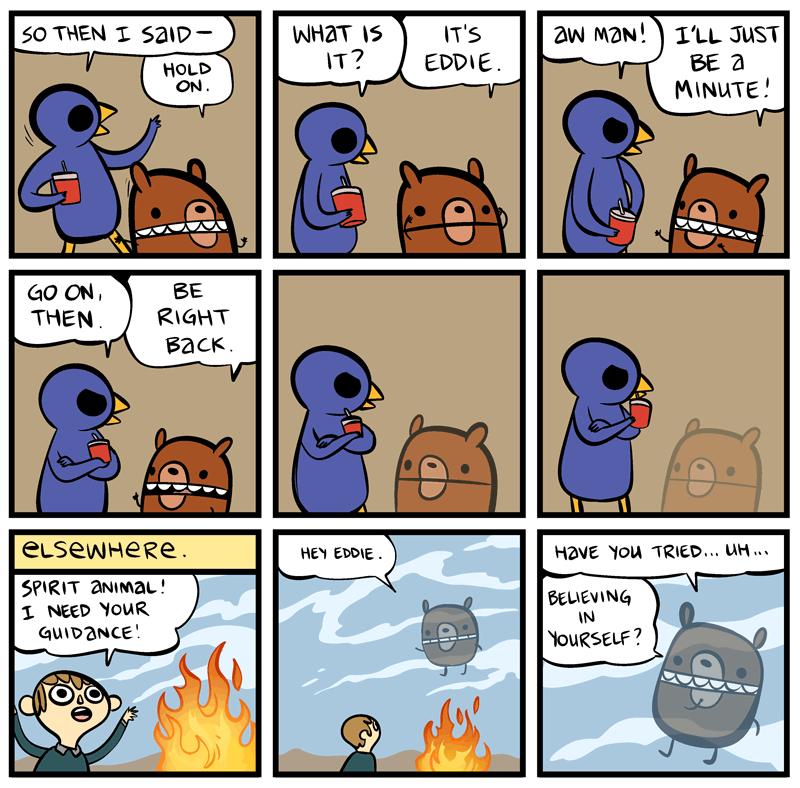 SO THEN I SAID—
HOLD
ON.
WHAT IS
IT?
IT'S
EDDIE.
AW MAN!
I'LL JUST
BE A
MINUTE!
GO ON,
THEN.
BE
RIGHT
BACK.
ELSEWHERE.
SPIRIT ANIMAL!
I NEED YOUR
GUIDANCE!
HEY EDDIE.
HAVE YOU TRIED... UH...
BELIEVING
IN
YOURSELF?